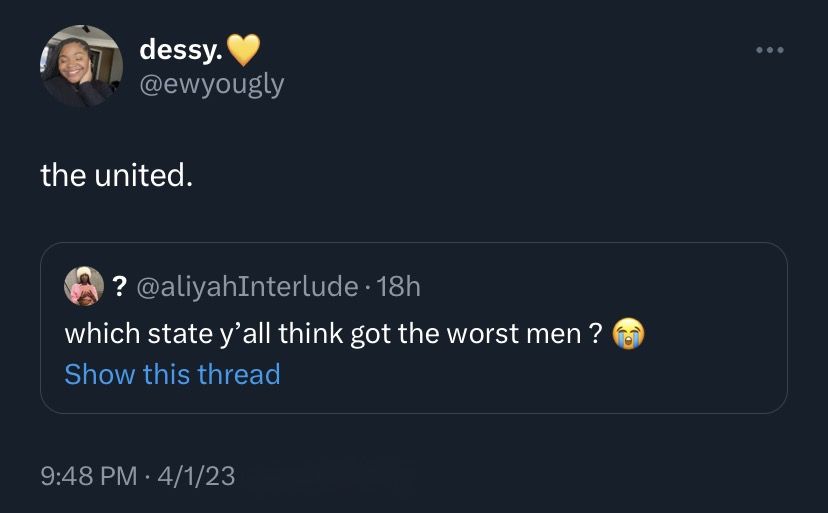 dessy.💛
@ewyougly
the united.
? @aliyahInterlude · 18h
which state y’all think got the worst men ? 😭
Show this thread
9:48 PM · 4/1/23